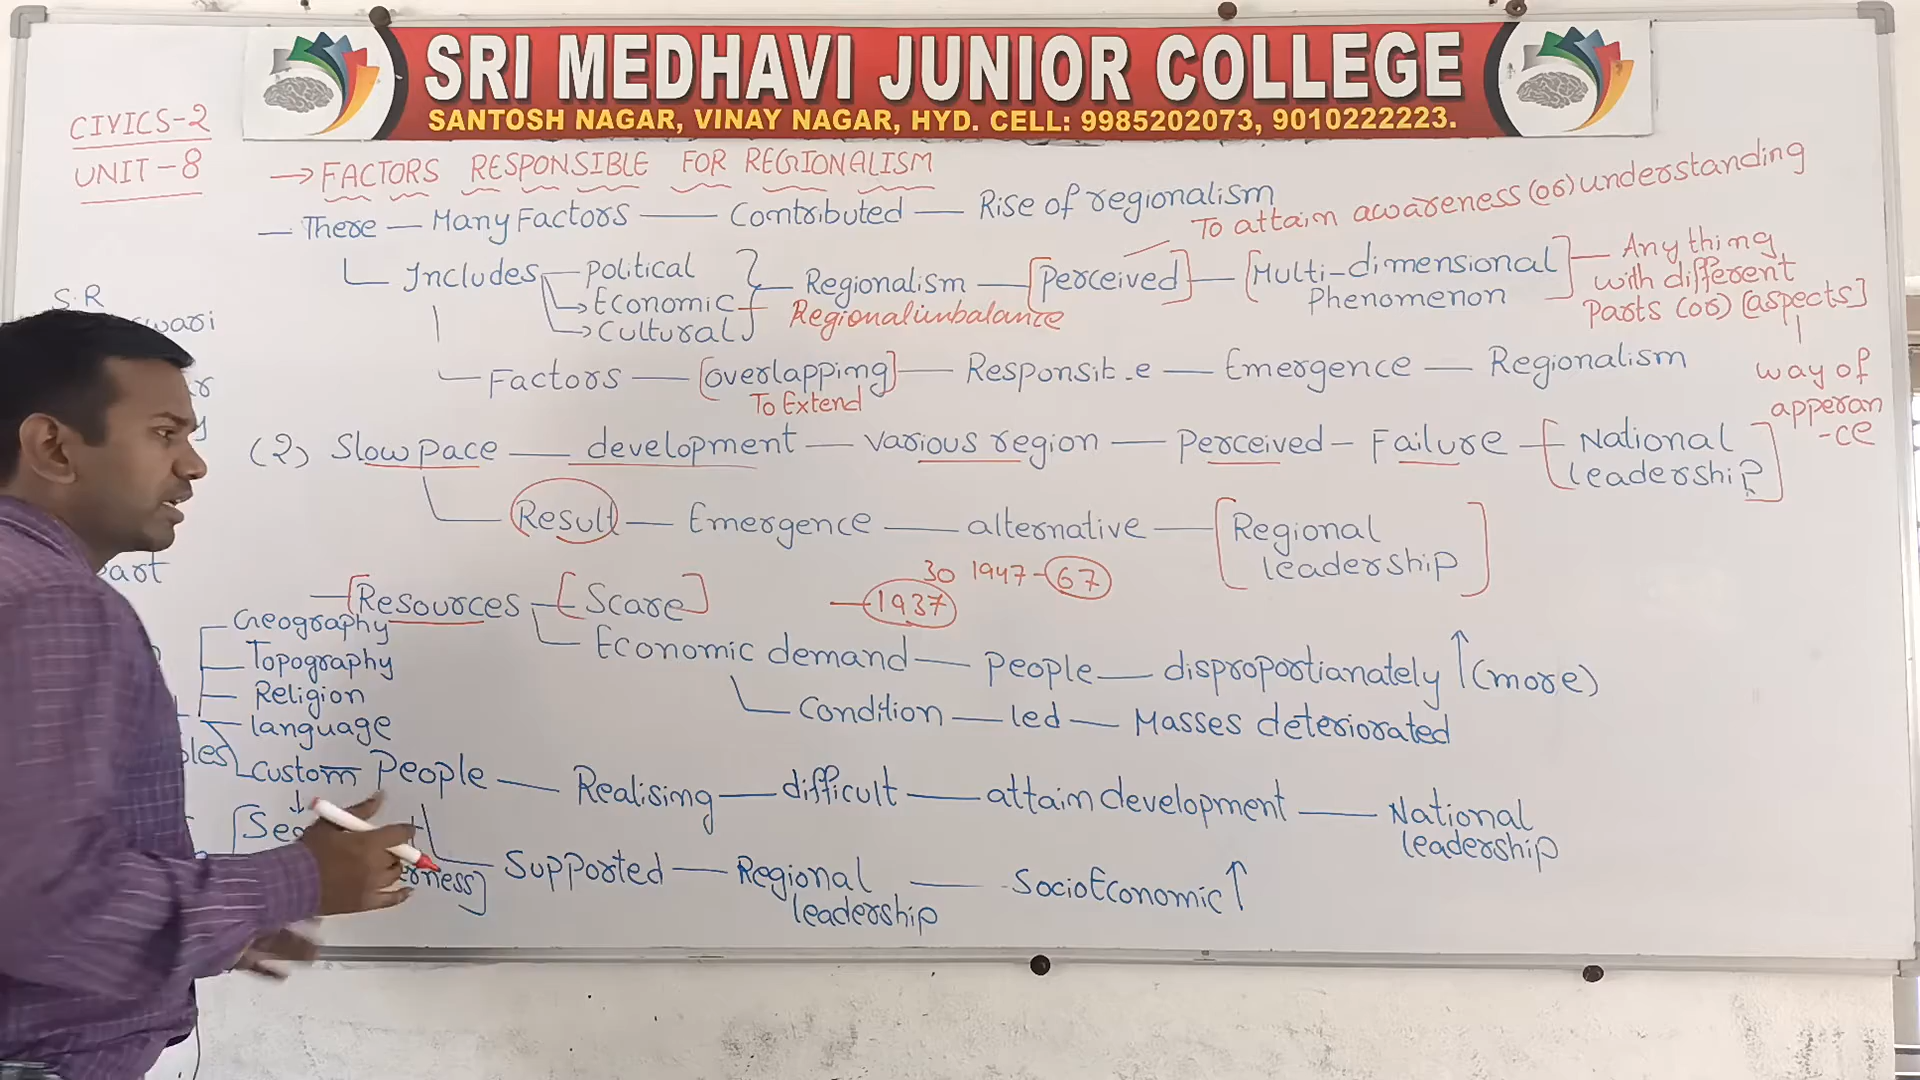 SRI MEDHAVI JUNIOR COLLEGE
SANTOSH NAGAR, VINAY NAGAR, HYD. CELL: 9985202073, 9010222223.
CIVICS-2
UNIT-8
→ FACTORS RESPONSIBLE FOR REGIONALISM
— There — Many Factors — Contributed — Rise of regionalism
To attain awareness (or) understanding
Includes — political
→ Economic
→ Cultural
Regionalism — [perceived] — [Multi-dimensional
Phenomenon]
Regional imbalance
Any thing
with different
Parts (or) [aspects]
way of
apperan
-ce
Factors — [overlapping] — Responsib.e — Emergence — Regionalism
To Extend
(2) Slow pace — development — various region — Perceived — Failure — [National
leadership]
Result — Emergence — alternative — [Regional
leadership]
30 1947-67
— 1937
— [Resources — [Scare]
Economic demand — people — disproportianately ↑ (more)
Condition — led — Masses deteriorated
S.R
wari
art
Geography
Topography
Religion
language
custom
People — Realising — difficult — attain development — National
leadership
Supported — Regional
leadership — SocioEconomic ↑